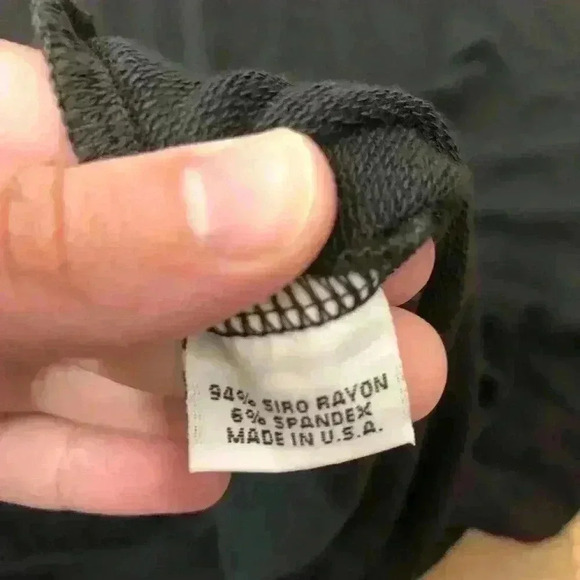 94% SIRO RAYON
6% SPANDEX
MADE IN U.S.A.